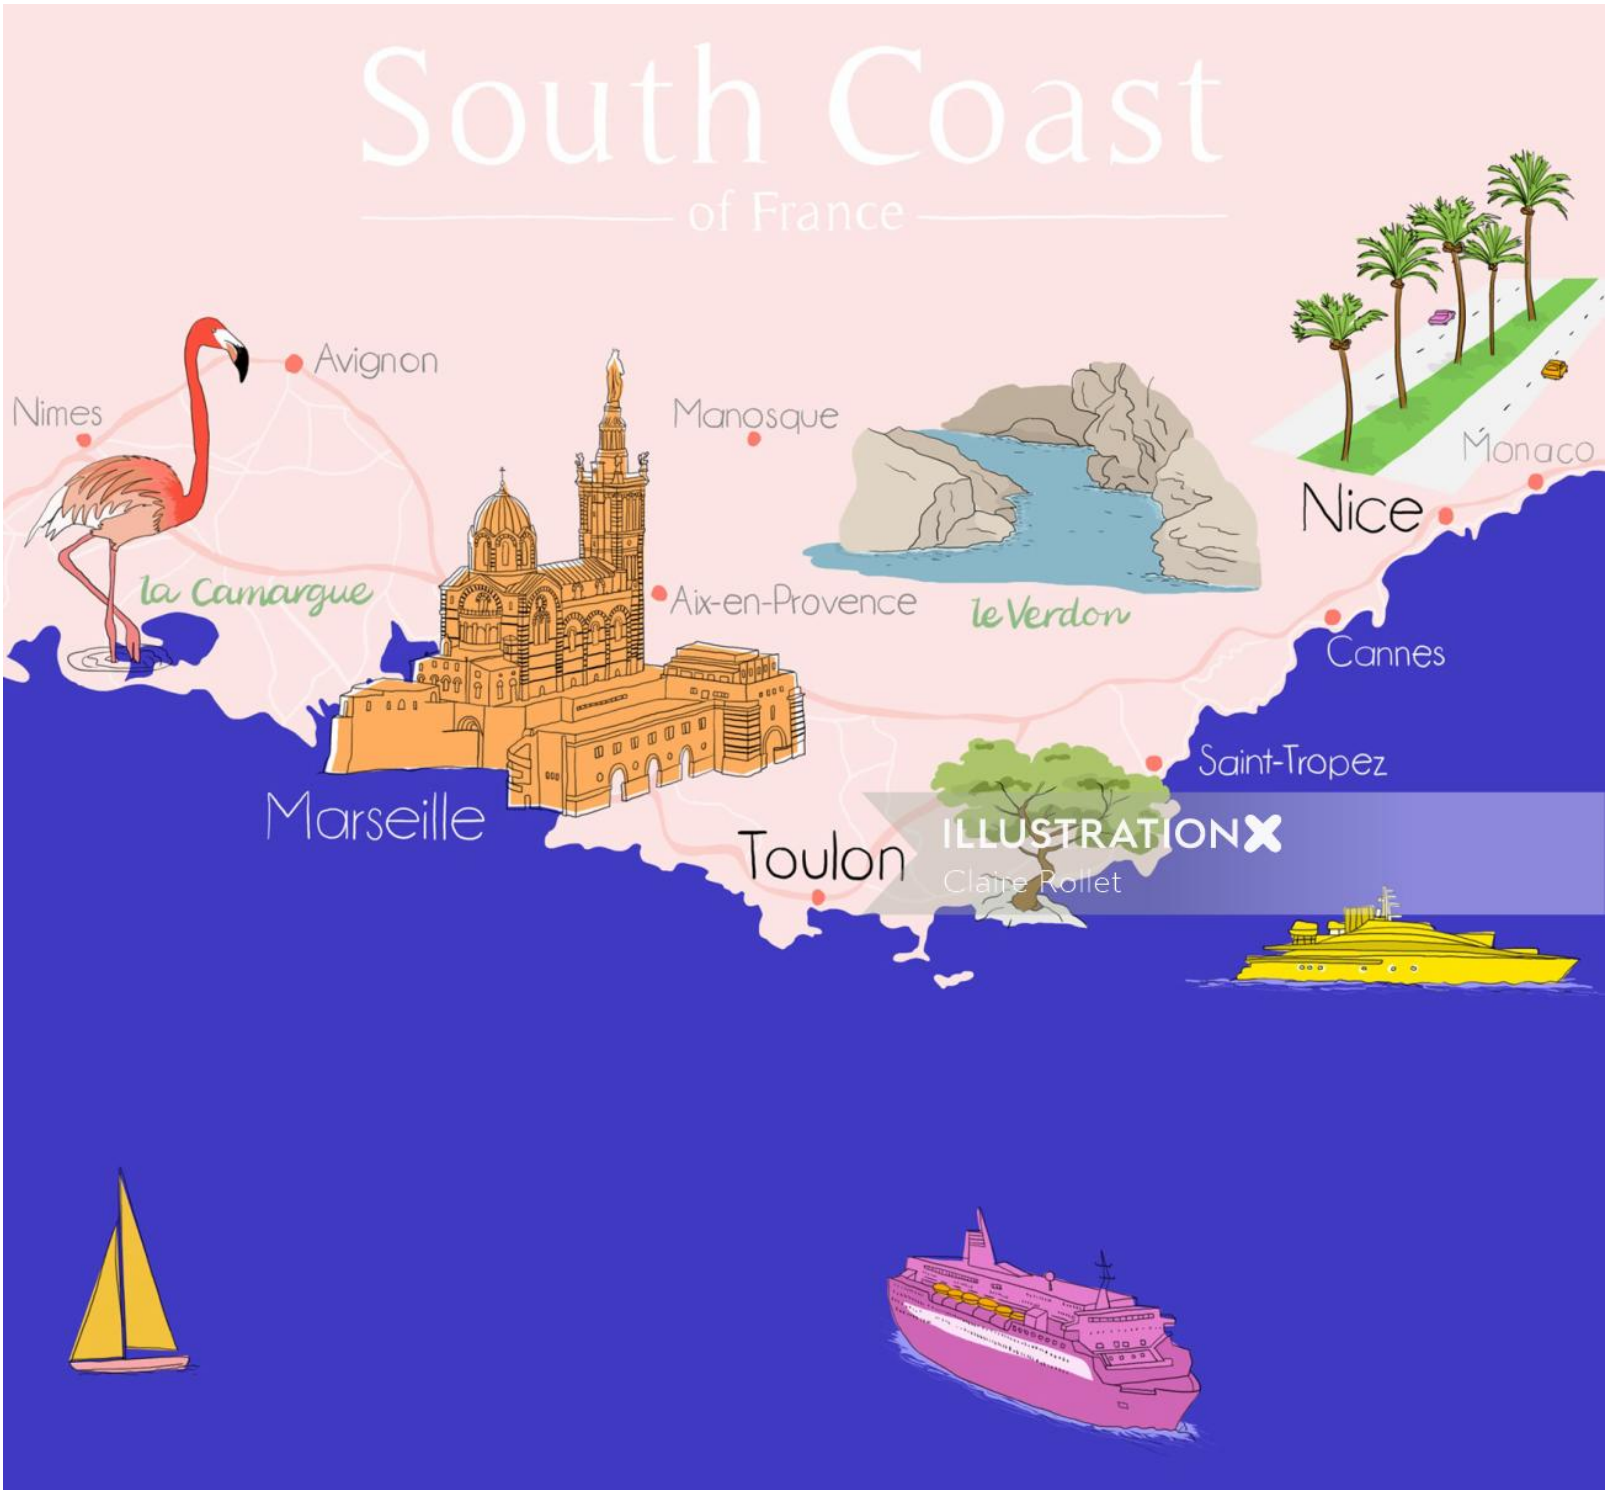 South Coast
of France
Avignon
Nimes
Manosque
Monaco
Nice
la Camargue
Aix-en-Provence
le Verdon
Cannes
Saint-Tropez
Marseille
Toulon
ILLUSTRATIONX
Claire Rollet